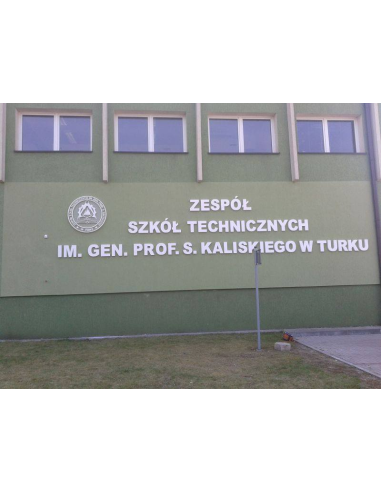 ZESPÓŁ
SZKÓŁ TECHNICZNYCH
IM. GEN. PROF. S. KALISKIEGO W TURKU